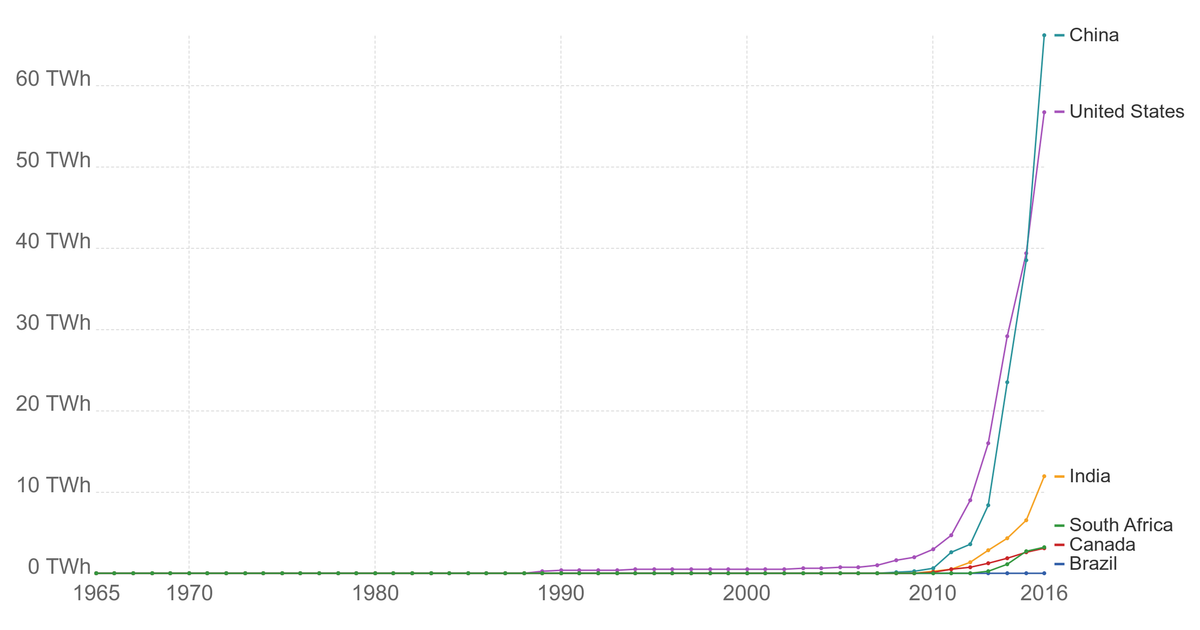 China
60 TWh
United States
50 TWh
40 TWh
30 TWh
20 TWh
10 TWh
India
South Africa
Canada
Brazil
0 TWh
1965 1970 1980 1990 2000 2010 2016